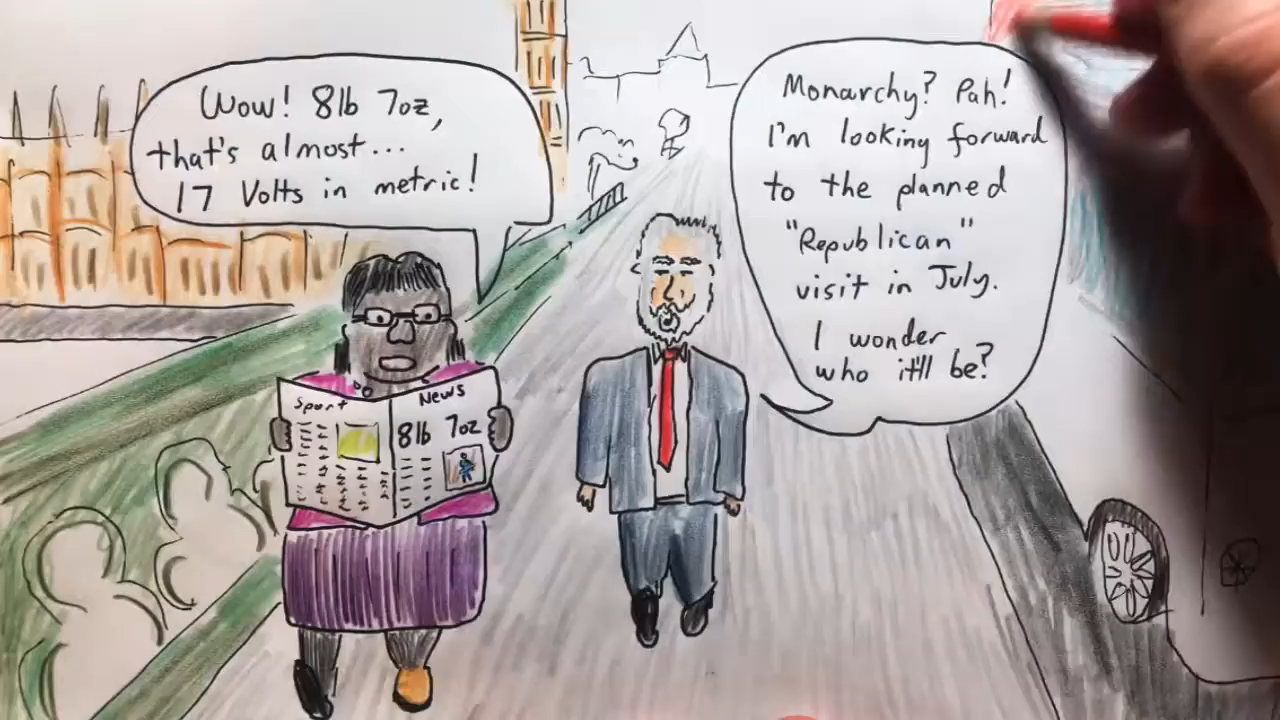 Wow! 8lb 7oz,
that's almost...
17 Volts in metric!
Monarchy? Pah!
I'm looking forward
to the planned
"Republican"
visit in July.
I wonder
who it'll be?
Sport
News
8lb 7oz